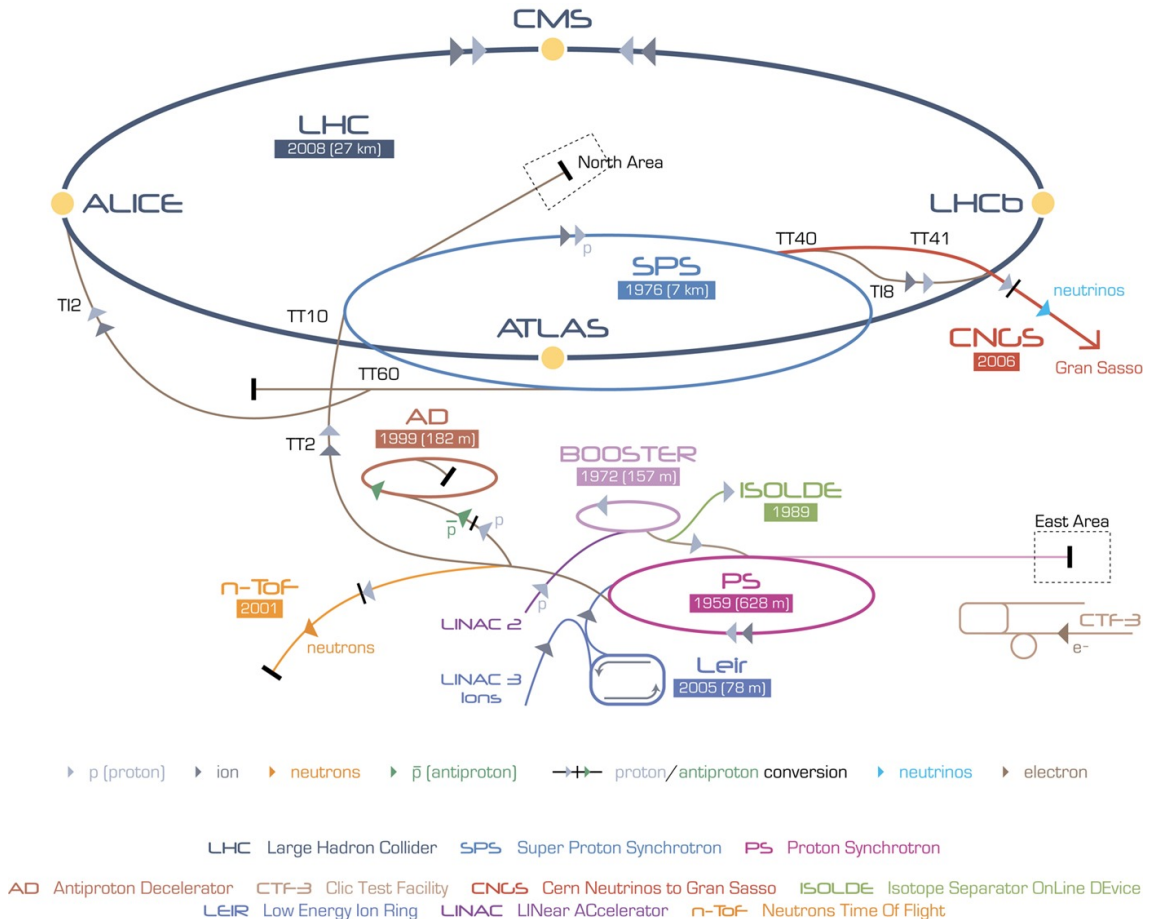 CMS
LHC
2008 (27 km)
North Area
ALICE
LHCb
TT40
TT41
p
SPS
1976 (7 km)
TI8
neutrinos
TI2
TT10
ATLAS
CNGS
2006
Gran Sasso
TT60
AD
1999 (182 m)
TT2
BOOSTER
1972 (157 m)
ISOLDE
1989
p̅
p
East Area
n-ToF
2001
PS
1959 (628 m)
p
LINAC 2
CTF-3
e-
neutrons
LINAC 3
Ions
Leir
2005 (78 m)
p (proton) ion neutrons p̅ (antiproton) proton/antiproton conversion neutrinos electron
LHC Large Hadron Collider SPS Super Proton Synchrotron PS Proton Synchrotron
AD Antiproton Decelerator CTF-3 Clic Test Facility CNGS Cern Neutrinos to Gran Sasso ISOLDE Isotope Separator OnLine DEvice
LEIR Low Energy Ion Ring LINAC LINear ACcelerator n-ToF Neutrons Time Of Flight